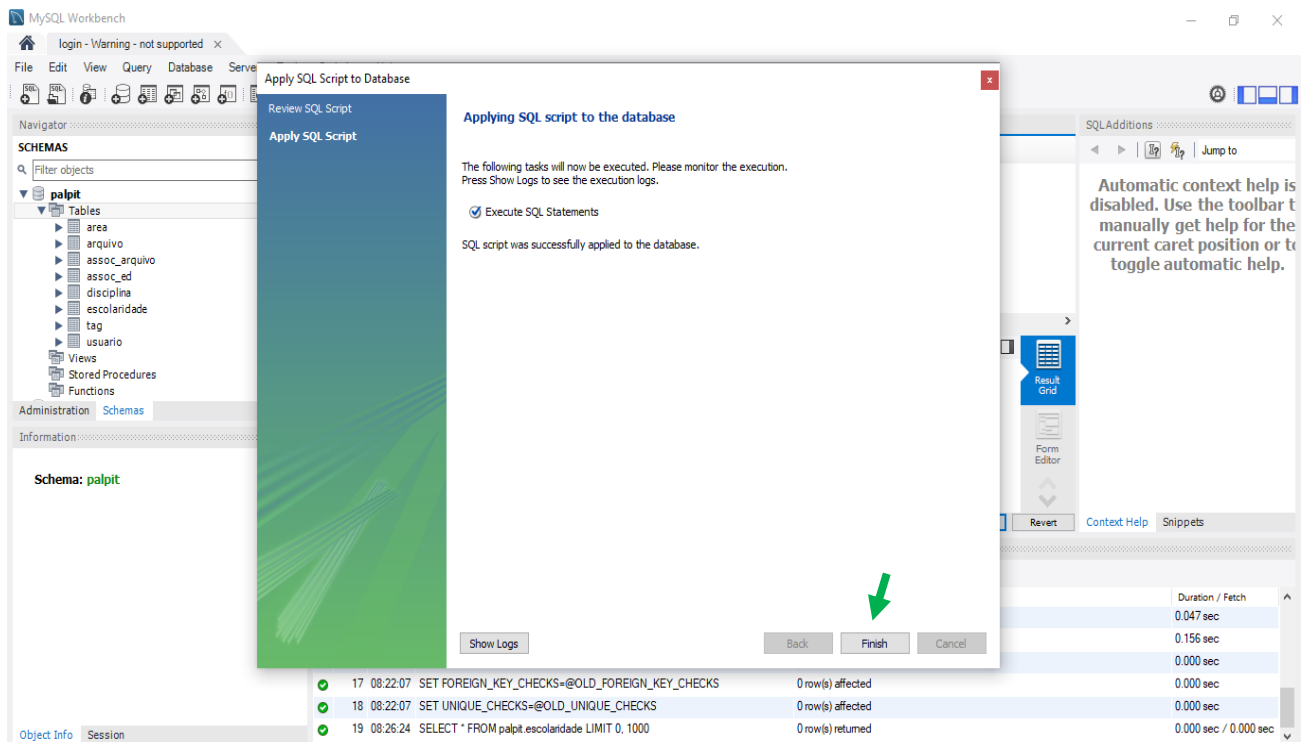 MySQL Workbench
login - Warning - not supported
File Edit View Query Database
Navigator
SCHEMAS
Filter objects
palpit
Tables
area
arquivo
assoc_arquivo
assoc_ed
disciplina
escolaridade
tag
usuario
Views
Stored Procedures
Functions
Administration Schemas
Information
Schema: palpit
Object Info Session
Apply SQL Script to Database
Review SQL Script
Apply SQL Script
Applying SQL script to the database
The following tasks will now be executed. Please monitor the execution.
Press Show Logs to see the execution logs.
Execute SQL Statements
SQL script was successfully applied to the database.
Show Logs Back Finish Cancel
Result
Grid
Form
Editor
Revert
SQLAdditions
Jump to
Automatic context help is
disabled. Use the toolbar t
manually get help for the
current caret position or to
toggle automatic help.
Context Help Snippets
Duration / Fetch
0.047 sec
0.156 sec
0.000 sec
17 08:22:07 SET FOREIGN_KEY_CHECKS=@OLD_FOREIGN_KEY_CHECKS 0 row(s) affected 0.000 sec
18 08:22:07 SET UNIQUE_CHECKS=@OLD_UNIQUE_CHECKS 0 row(s) affected 0.000 sec
19 08:26:24 SELECT * FROM palpit.escolaridade LIMIT 0, 1000 0 row(s) returned 0.000 sec / 0.000 sec